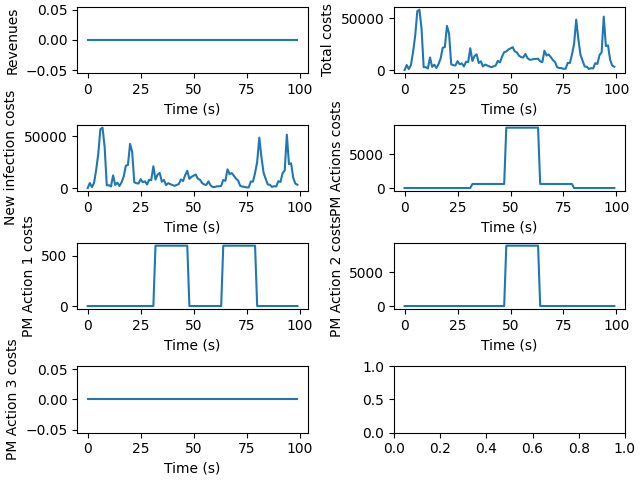 Revenues
0.05
0.00
−0.05
0 25 50 75 100
Time (s)
Total costs
50000
0
0 25 50 75 100
Time (s)
New infection costs
50000
0
0 25 50 75 100
Time (s)
PM Actions costs
5000
0
0 25 50 75 100
Time (s)
PM Action 1 costs
500
0
0 25 50 75 100
Time (s)
PM Action 2 costs
5000
0
0 25 50 75 100
Time (s)
PM Action 3 costs
0.05
0.00
−0.05
0 25 50 75 100
Time (s)
1.0
0.5
0.0
0.0 0.2 0.4 0.6 0.8 1.0